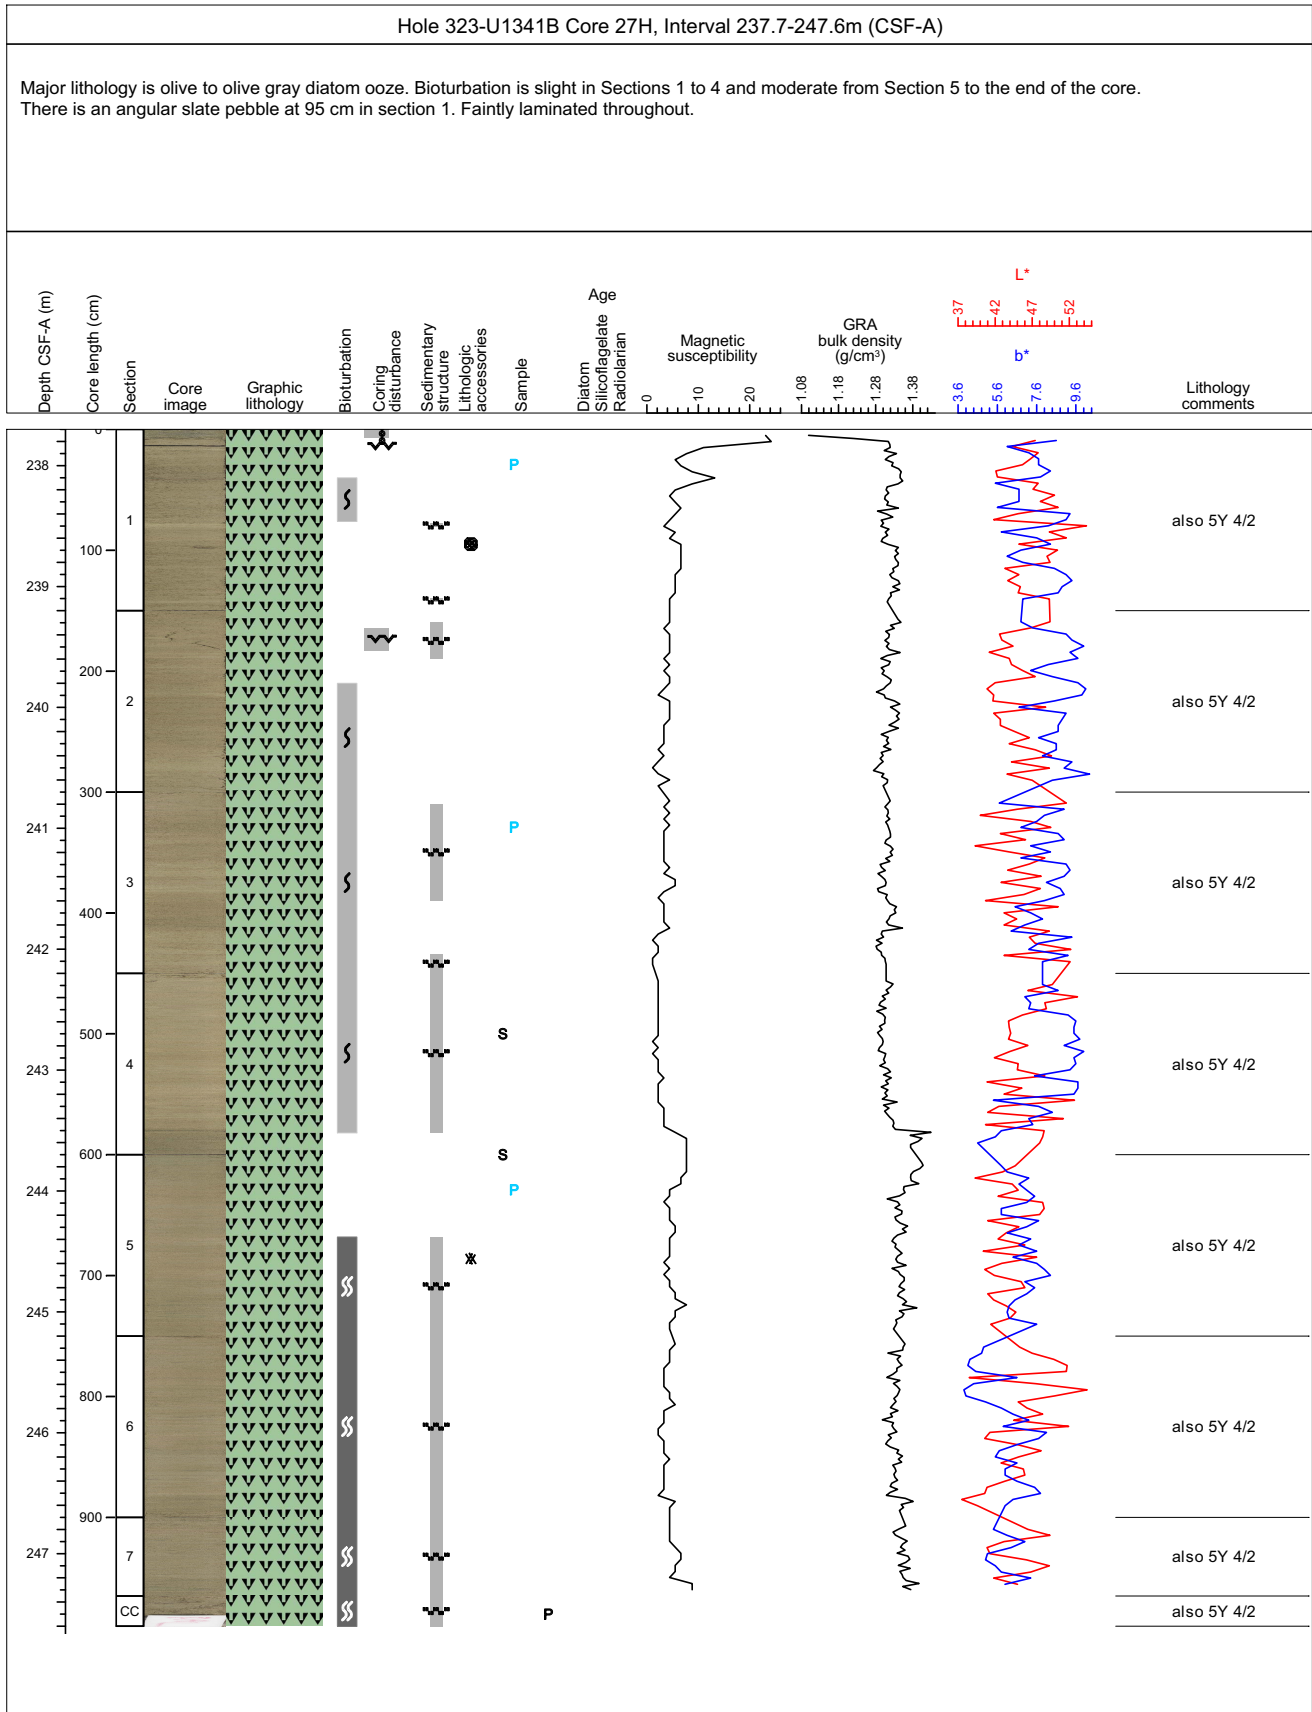 Hole 323-U1341B Core 27H, Interval 237.7-247.6m (CSF-A)
Major lithology is olive to olive gray diatom ooze. Bioturbation is slight in Sections 1 to 4 and moderate from Section 5 to the end of the core.
There is an angular slate pebble at 95 cm in section 1. Faintly laminated throughout.
Depth CSF-A (m)
Core length (cm)
Section
Core
image
Graphic
lithology
Bioturbation
Coring
disturbance
Sedimentary
structure
Lithologic
accessories
Sample
Age
Diatom
Silicoflagelate
Radiolarian
Magnetic
susceptibility
0
10
20
GRA
bulk density
(g/cm³)
1.08
1.18
1.28
1.38
L*
37
42
47
52
b*
3.6
5.6
7.6
9.6
Lithology
comments
0
238
P
1
also 5Y 4/2
100
239
200
2
also 5Y 4/2
240
300
241
P
3
also 5Y 4/2
400
242
500
S
4
also 5Y 4/2
243
600
S
244
P
5
also 5Y 4/2
700
245
800
6
also 5Y 4/2
246
900
247
7
also 5Y 4/2
CC
P
also 5Y 4/2